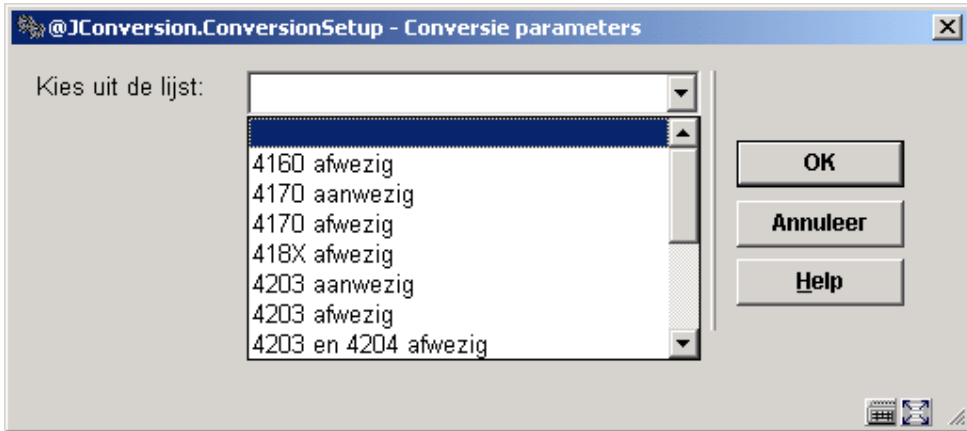 @JConversion.ConversionSetup - Conversie parameters
Kies uit de lijst:
4160 afwezig
4170 aanwezig
4170 afwezig
418X afwezig
4203 aanwezig
4203 afwezig
4203 en 4204 afwezig
OK
Annuleer
Help